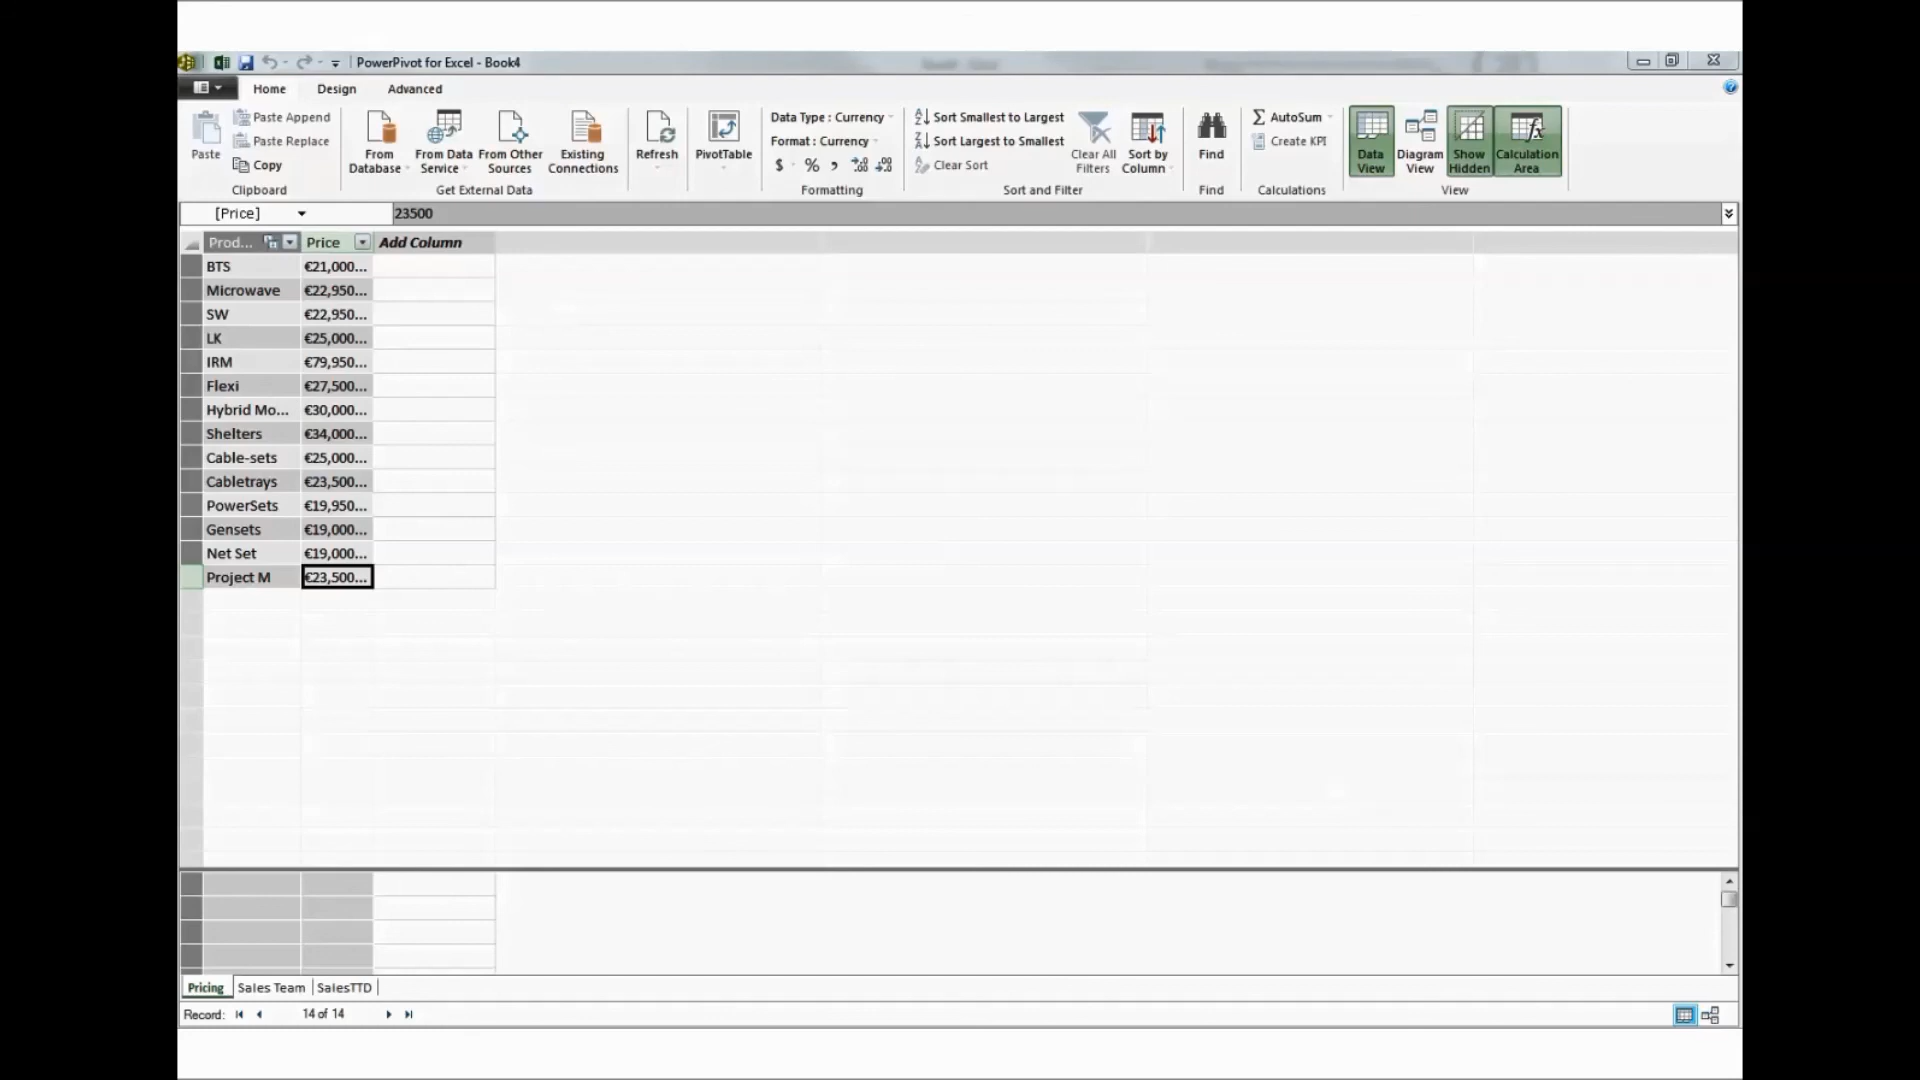 PowerPivot for Excel - Book4
Home Design Advanced
Paste
Paste Append
Paste Replace
Copy
Clipboard
From Database
From Data Service
From Other Sources
Existing Connections
Get External Data
Refresh
PivotTable
Data Type : Currency
Format : Currency
$ % ,
Formatting
Sort Smallest to Largest
Sort Largest to Smallest
Clear Sort
Clear All Filters
Sort by Column
Sort and Filter
Find
Find
AutoSum
Create KPI
Calculations
Data View
Diagram View
Show Hidden
Calculation Area
View
[Price] 23500
Prod... Price Add Column
BTS €21,000...
Microwave €22,950...
SW €22,950...
LK €25,000...
IRM €79,950...
Flexi €27,500...
Hybrid Mo... €30,000...
Shelters €34,000...
Cable-sets €25,000...
Cabletrays €23,500...
PowerSets €19,950...
Gensets €19,000...
Net Set €19,000...
Project M €23,500...
Pricing Sales Team SalesTTD
Record: 14 of 14